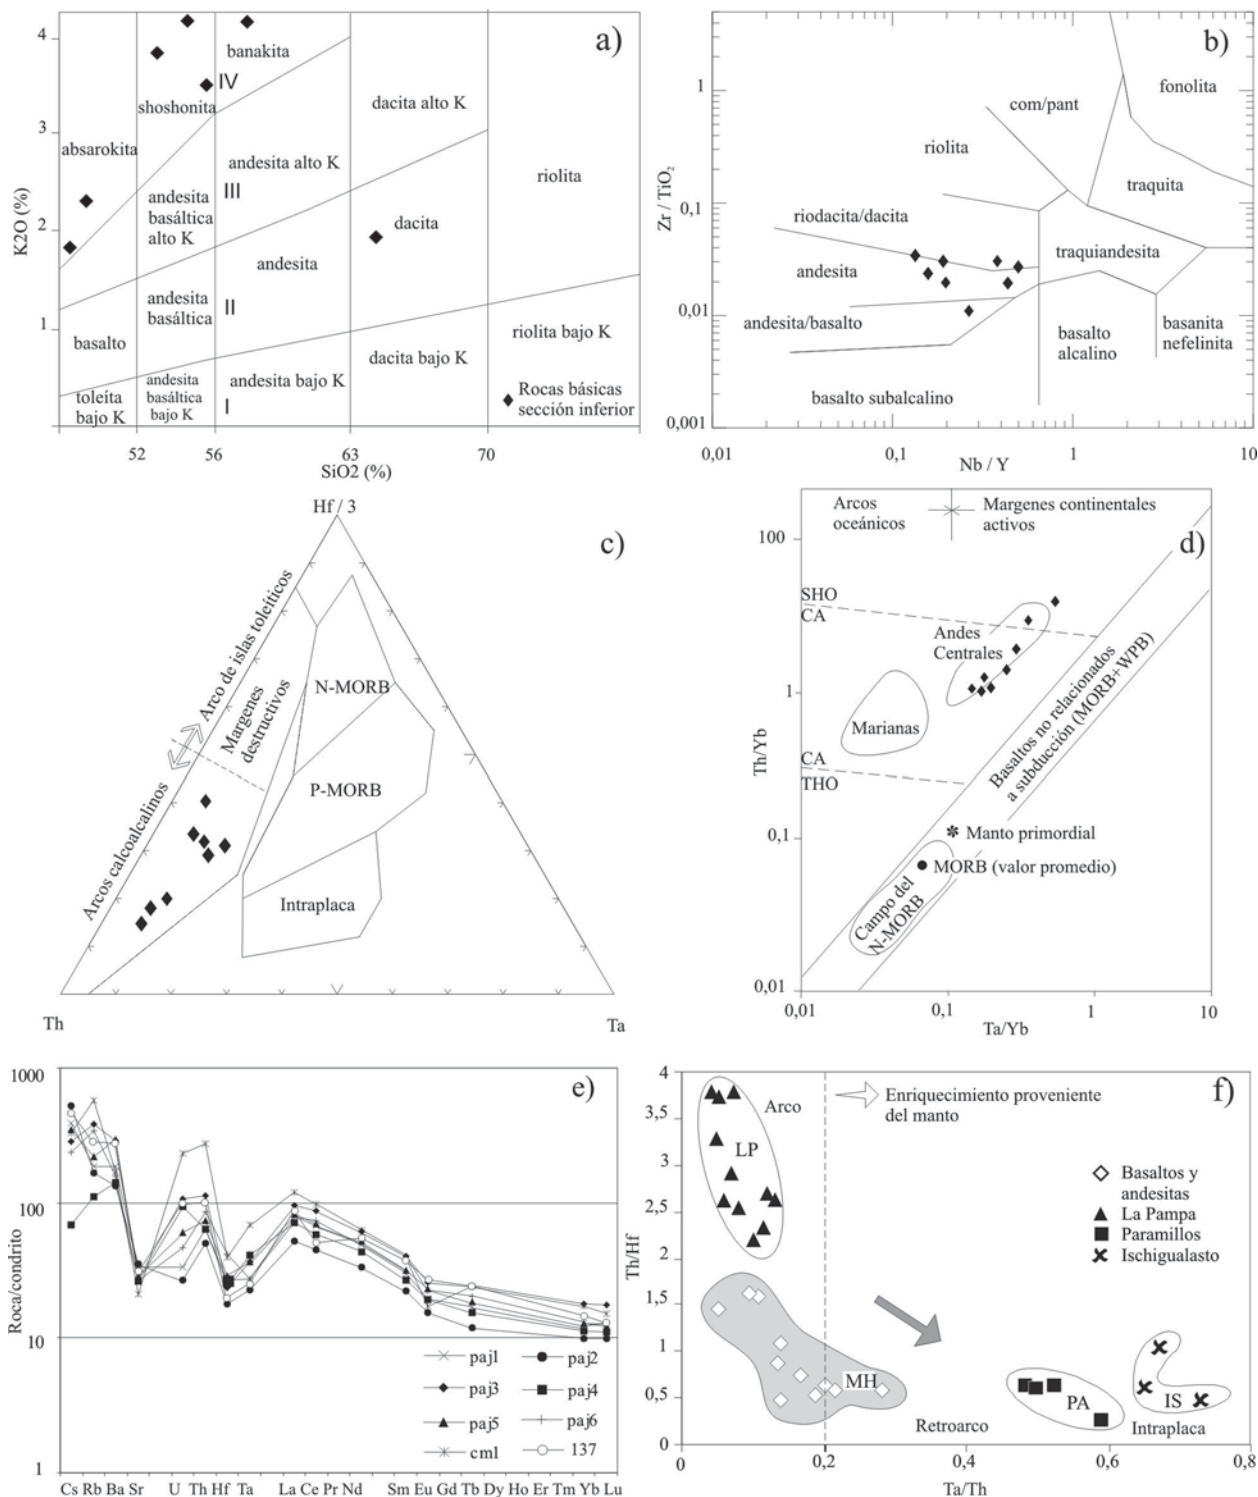 a)
4
3
2
1
K2O (%)
banakita
IV
shoshonita
absarokita
dacita alto K
andesita alto K
III
andesita
basáltica
alto K
riolita
dacita
andesita
andesita
basáltica
II
basalto
riolita bajo K
dacita bajo K
andesita bajo K
I
toleíta
bajo K
andesita
basáltica
bajo K
Rocas básicas
sección inferior
52
56
63
70
SiO2 (%)
b)
1
0,1
0,01
0,001
Zr / TiO2
fonolita
com/pant
riolita
traquita
riodacita/dacita
traquiandesita
andesita
andesita/basalto
basalto
alcalino
basanita
nefelinita
basalto subalcalino
0,01
0,1
1
10
Nb / Y
Hf / 3
c)
Arco de islas toleíticos
Margenes
destructivos
N-MORB
P-MORB
Arcos calcoalcalinos
Intraplaca
Th
Ta
Arcos
oceánicos
Margenes continentales
activos
d)
100
1
0,1
0,01
Th/Yb
SHO
CA
Andes
Centrales
Marianas
CA
THO
Basaltos no relacionados
a subducción (MORB+WPB)
Manto primordial
MORB (valor promedio)
Campo del
N-MORB
0,01
0,1
1
10
Ta/Yb
e)
1000
100
10
1
Roca/condrito
paj1
paj2
paj3
paj4
paj5
paj6
cm1
137
Cs Rb Ba Sr U Th Hf Ta La Ce Pr Nd Sm Eu Gd Tb Dy Ho Er Tm Yb Lu
f)
4
3,5
3
2,5
2
1,5
1
0,5
0
Th/Hf
Arco
Enriquecimiento proveniente
del manto
LP
Basaltos y
andesitas
La Pampa
Paramillos
Ischigualasto
MH
PA
IS
Retroarco
Intraplaca
0
0,2
0,4
0,6
0,8
Ta/Th